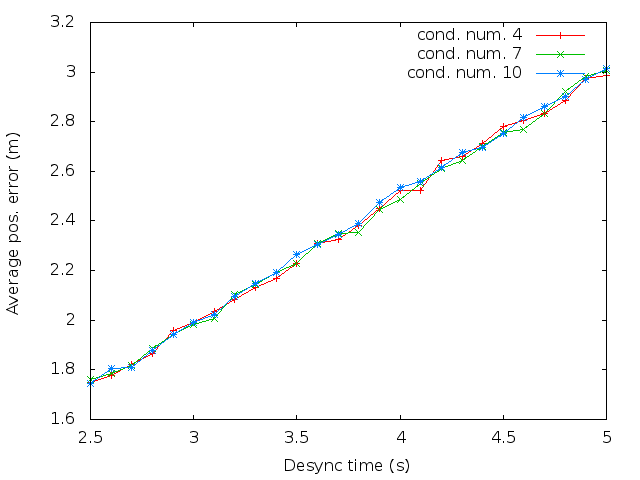 3.2
cond. num. 4
cond. num. 7
cond. num. 10
3
2.8
2.6
2.4
2.2
2
1.8
1.6
Average pos. error (m)
2.5 3 3.5 4 4.5 5
Desync time (s)